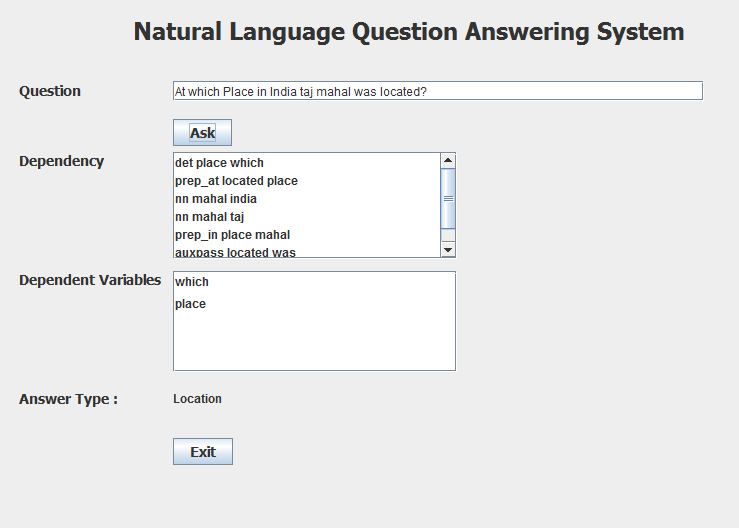 Natural Language Question Answering System
Question
At which Place in India taj mahal was located?
Ask
Dependency
det place which
prep_at located place
nn mahal india
nn mahal taj
prep_in place mahal
auxpass located was
Dependent Variables
which
place
Answer Type :
Location
Exit